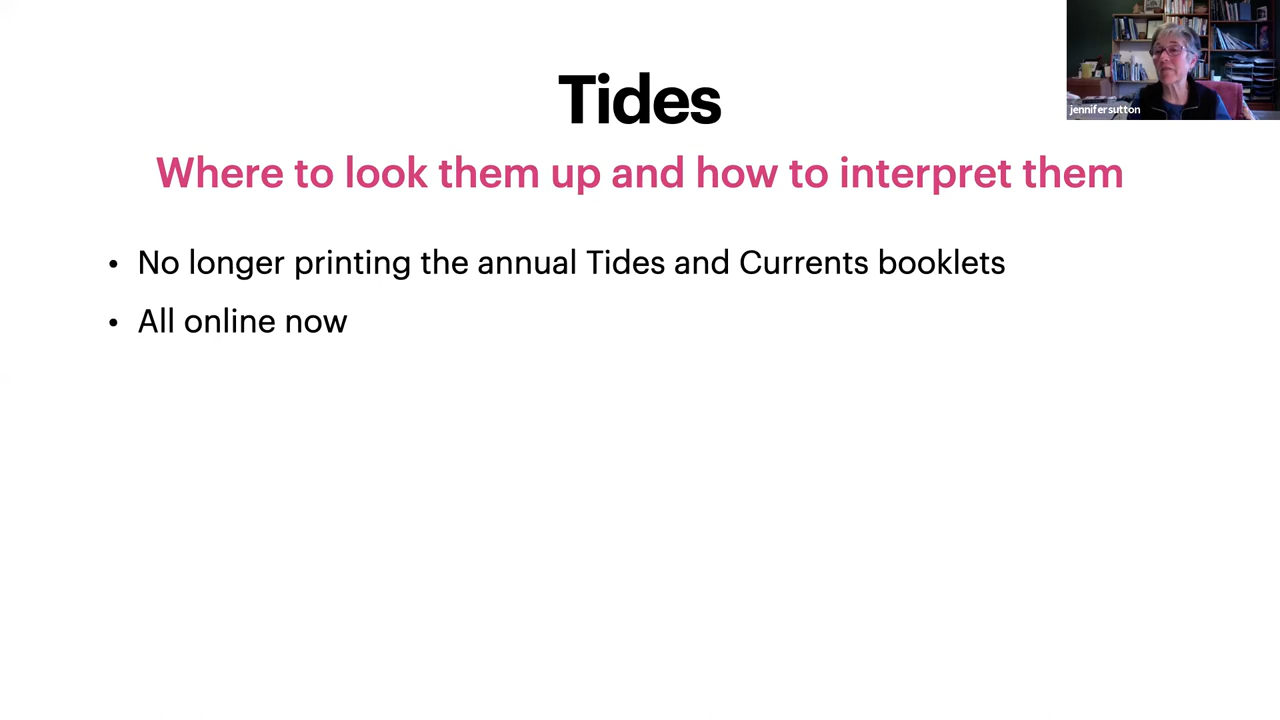 Tides
Where to look them up and how to interpret them
• No longer printing the annual Tides and Currents booklets
• All online now
jennifersutton